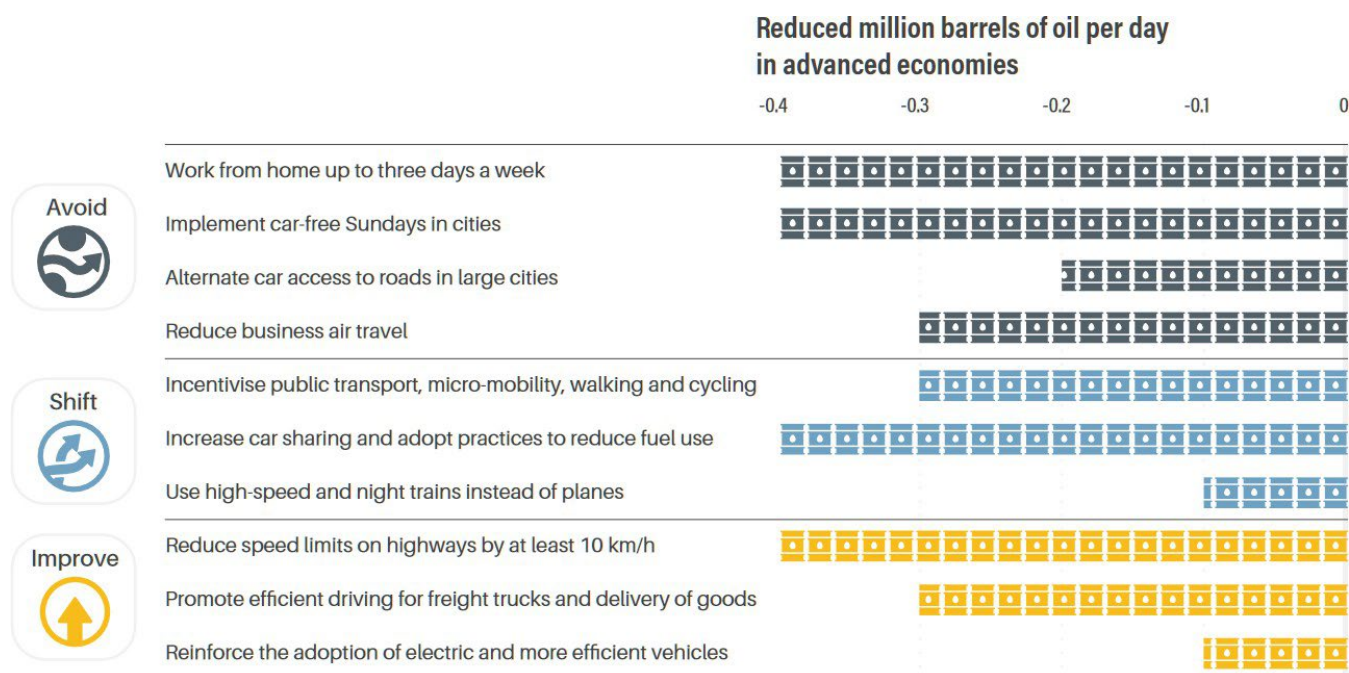 Reduced million barrels of oil per day
in advanced economies
-0.4 -0.3 -0.2 -0.1 0
Avoid
Work from home up to three days a week
Implement car-free Sundays in cities
Alternate car access to roads in large cities
Reduce business air travel
Shift
Incentivise public transport, micro-mobility, walking and cycling
Increase car sharing and adopt practices to reduce fuel use
Use high-speed and night trains instead of planes
Improve
Reduce speed limits on highways by at least 10 km/h
Promote efficient driving for freight trucks and delivery of goods
Reinforce the adoption of electric and more efficient vehicles